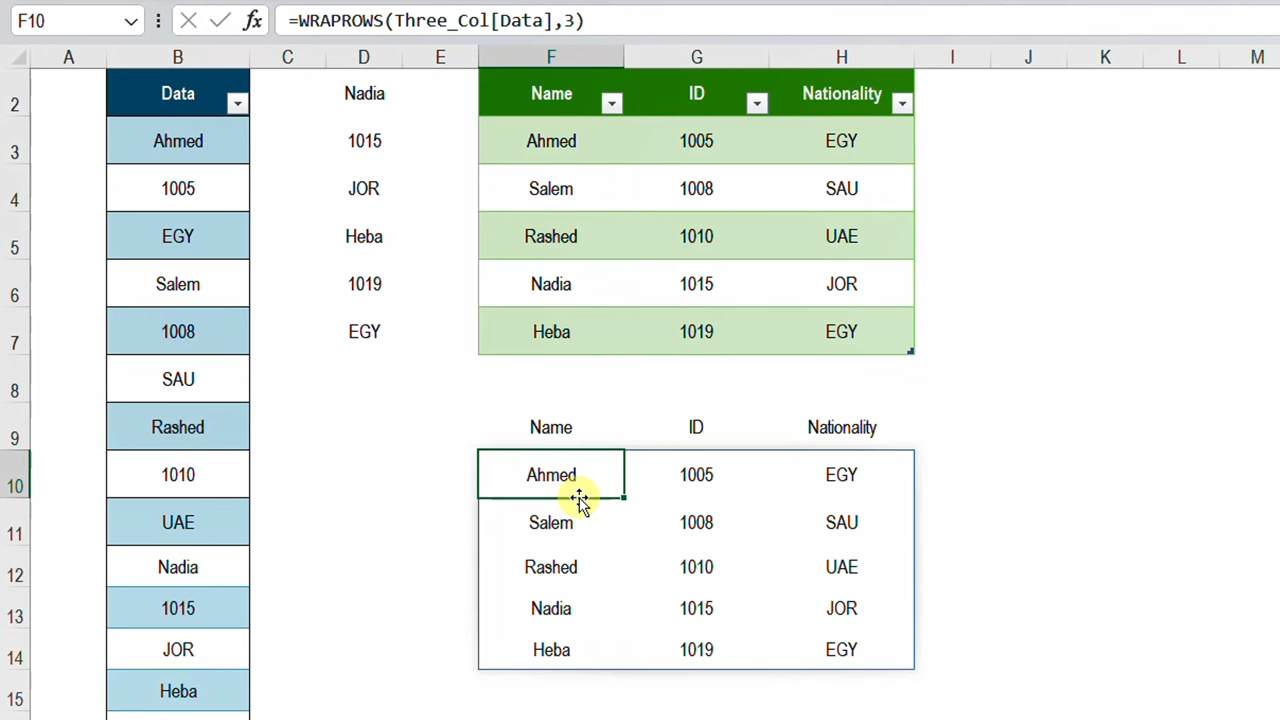 F10 fx =WRAPROWS(Three_Col[Data],3)
A B C D E F G H I J K L M
2 Data Nadia Name ID Nationality
3 Ahmed 1015 Ahmed 1005 EGY
4 1005 JOR Salem 1008 SAU
5 EGY Heba Rashed 1010 UAE
6 Salem 1019 Nadia 1015 JOR
7 1008 EGY Heba 1019 EGY
8 SAU
9 Rashed Name ID Nationality
10 1010 Ahmed 1005 EGY
11 UAE Salem 1008 SAU
12 Nadia Rashed 1010 UAE
13 1015 Nadia 1015 JOR
14 JOR Heba 1019 EGY
15 Heba